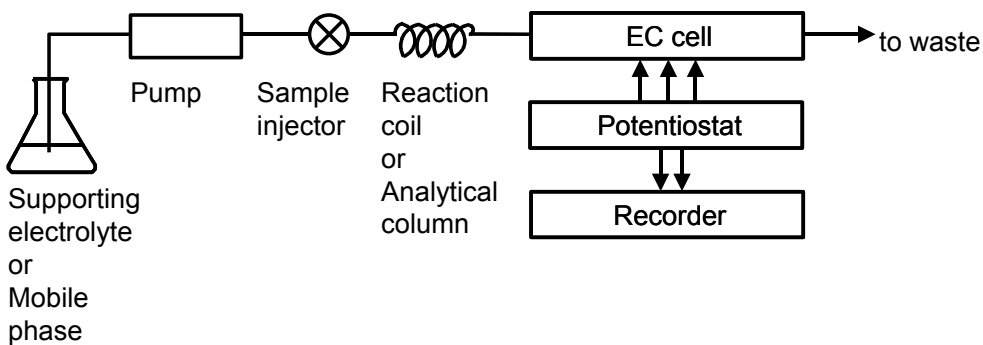 EC cell
to waste
Pump
Sample
injector
Reaction
coil
or
Analytical
column
Potentiostat
Recorder
Supporting
electrolyte
or
Mobile
phase